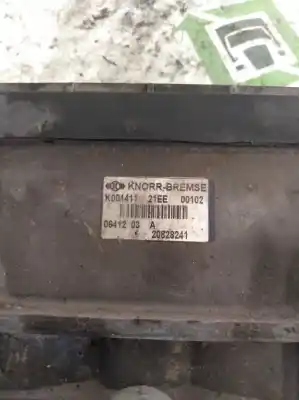 KNORR-BREMSE
K001411 21EE 00102
06412 03 A
20828241